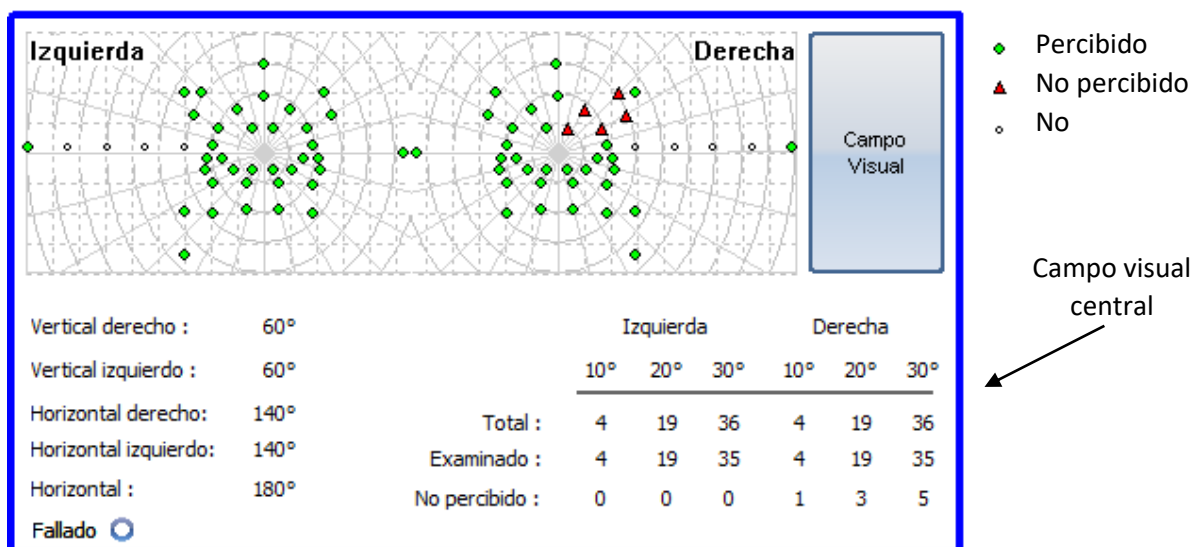 Izquierda
Derecha
Campo
Visual
Percibido
No percibido
No
Campo visual
central
Vertical derecho : 60°
Vertical izquierdo : 60°
Horizontal derecho: 140°
Horizontal izquierdo: 140°
Horizontal : 180°
Fallado
Izquierda Derecha
10° 20° 30° 10° 20° 30°
Total : 4 19 36 4 19 36
Examinado : 4 19 35 4 19 35
No percibido : 0 0 0 1 3 5